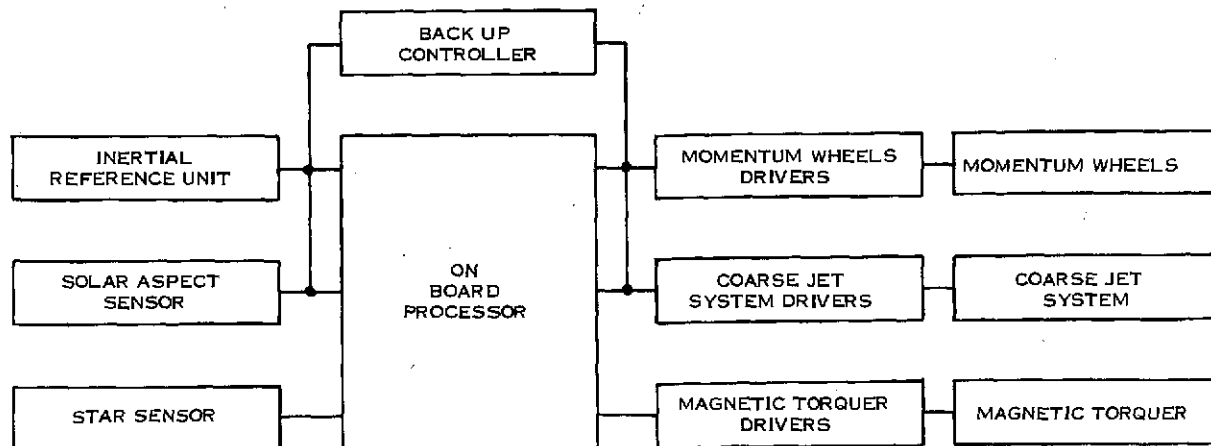 BACK UP
CONTROLLER
INERTIAL
REFERENCE UNIT
MOMENTUM WHEELS
DRIVERS
MOMENTUM WHEELS
SOLAR ASPECT
SENSOR
ON
BOARD
PROCESSOR
COARSE JET
SYSTEM DRIVERS
COARSE JET
SYSTEM
STAR SENSOR
MAGNETIC TORQUER
DRIVERS
MAGNETIC TORQUER